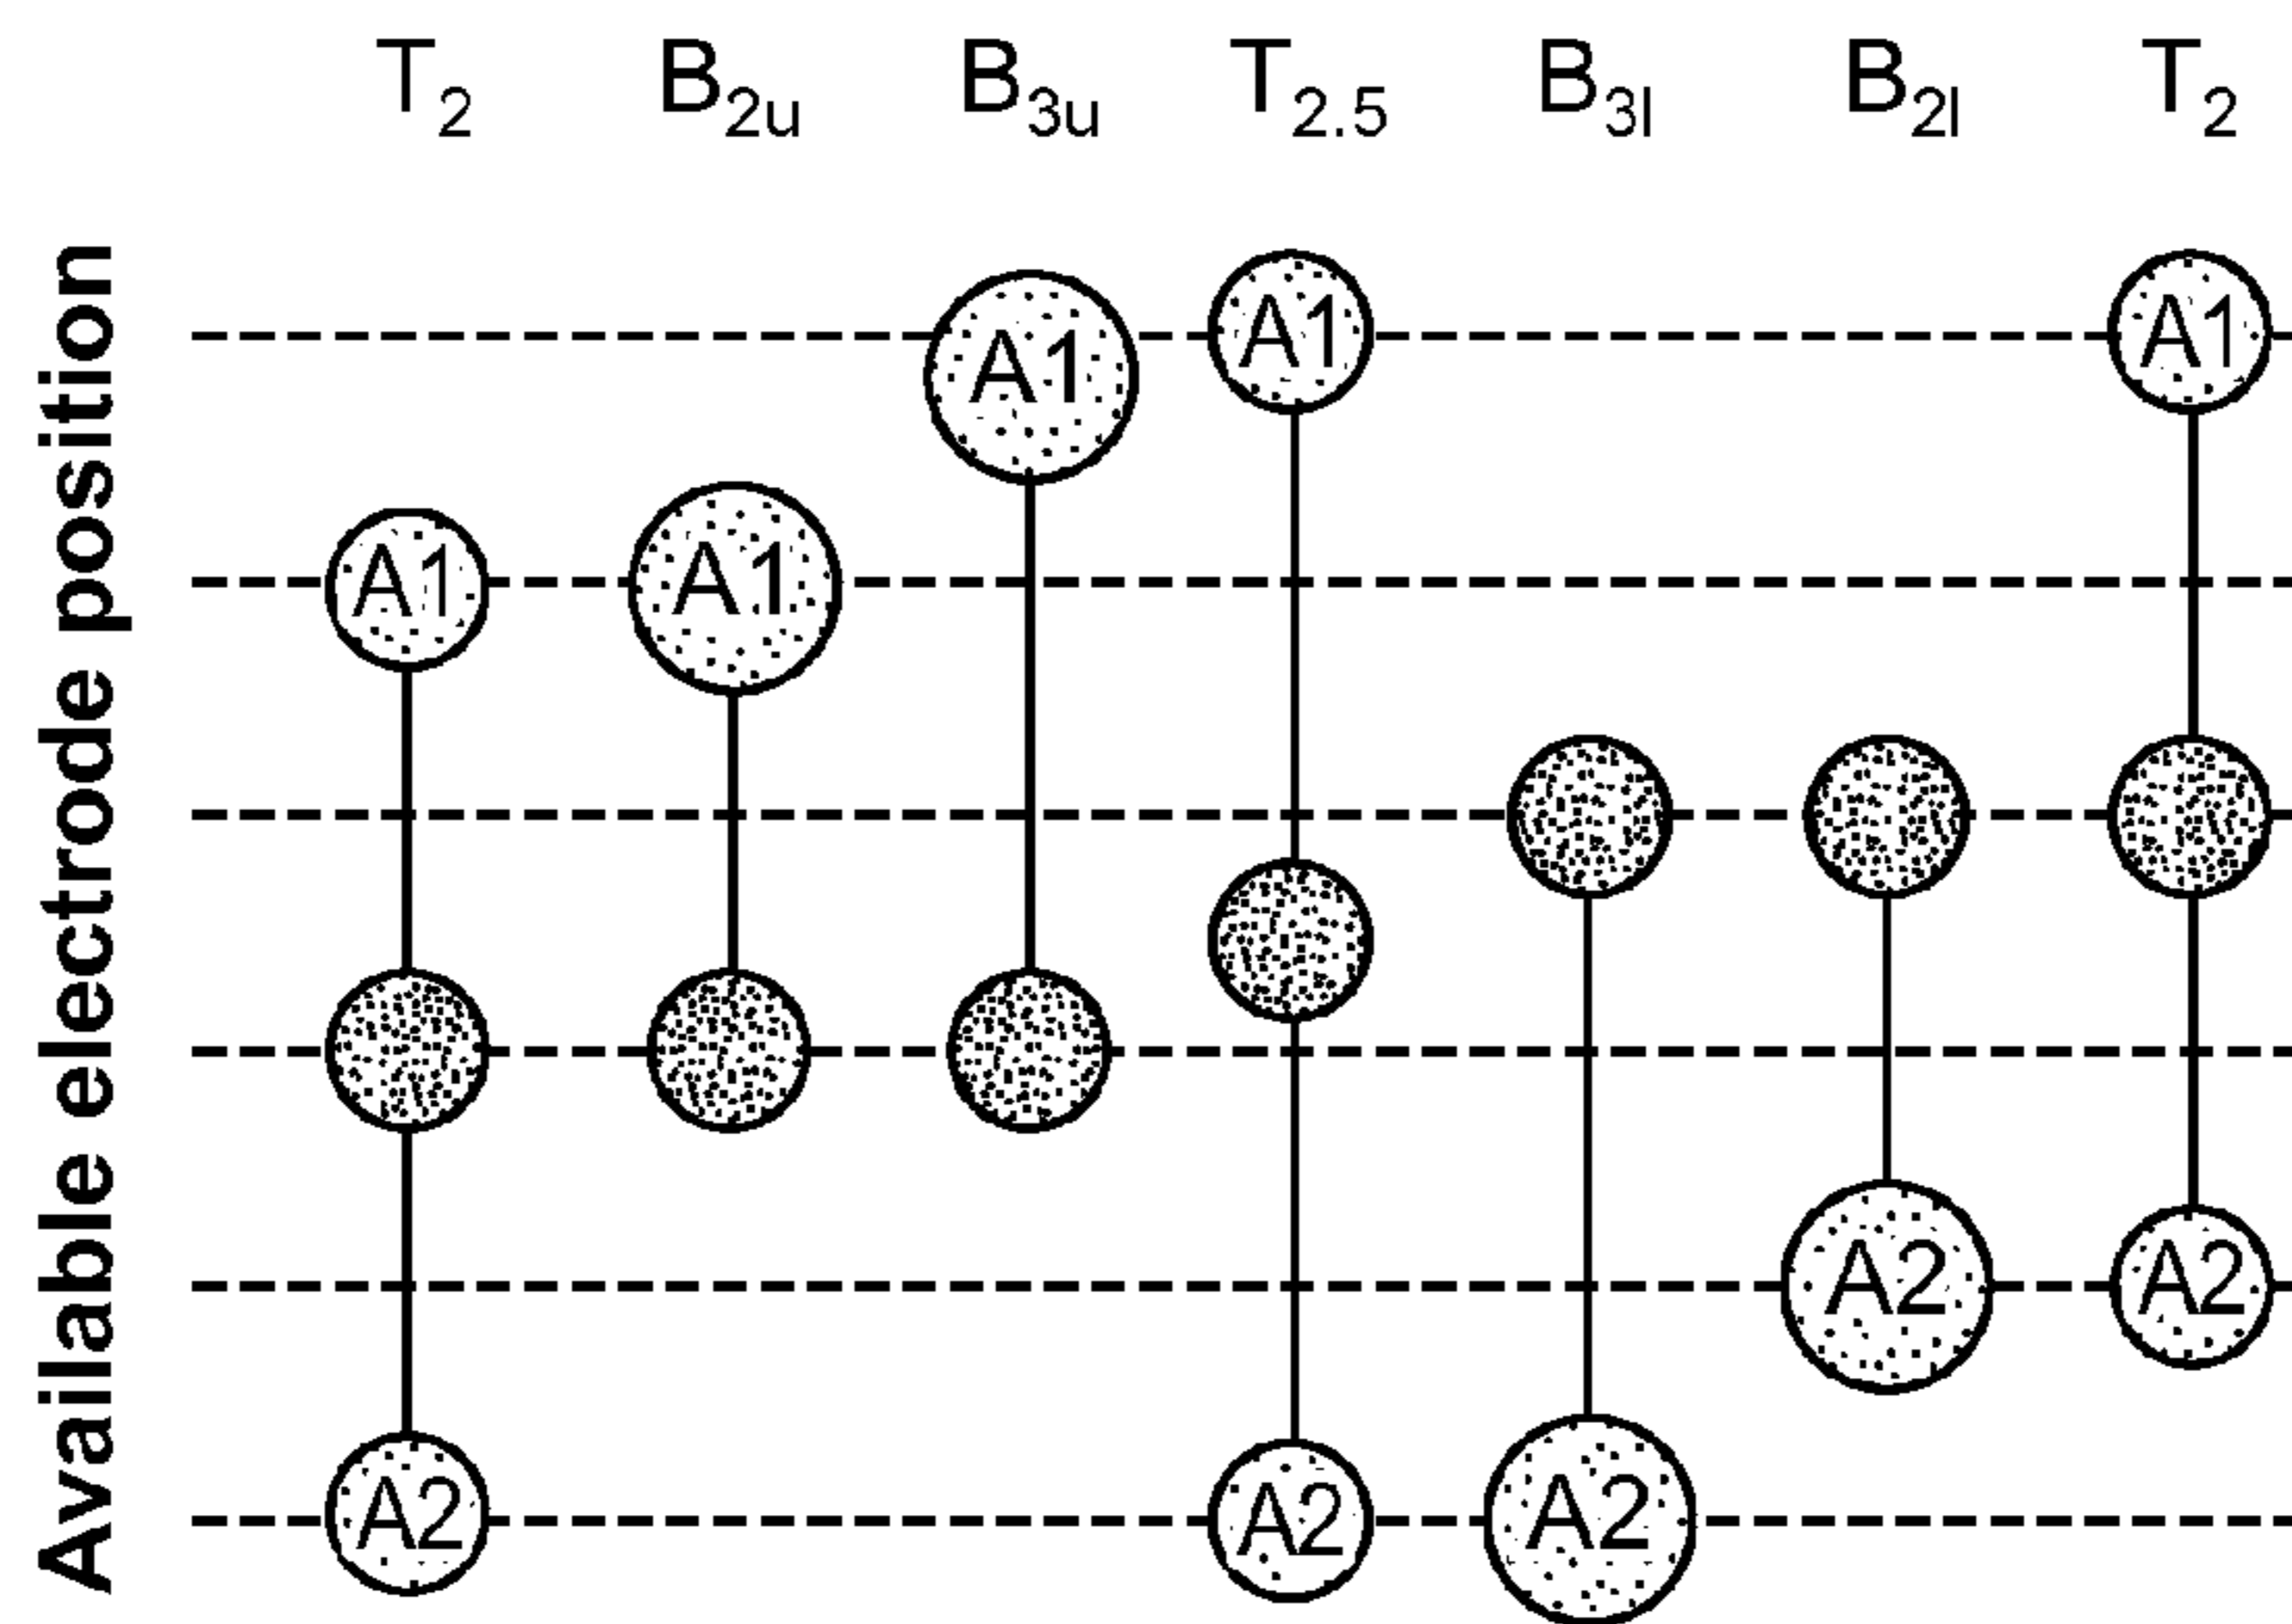 T2 B2u B3u T2.5 B3l B2l T2
Available electrode position
A1 A1
A1
A1 A1
A2 A2
A2 A2 A2